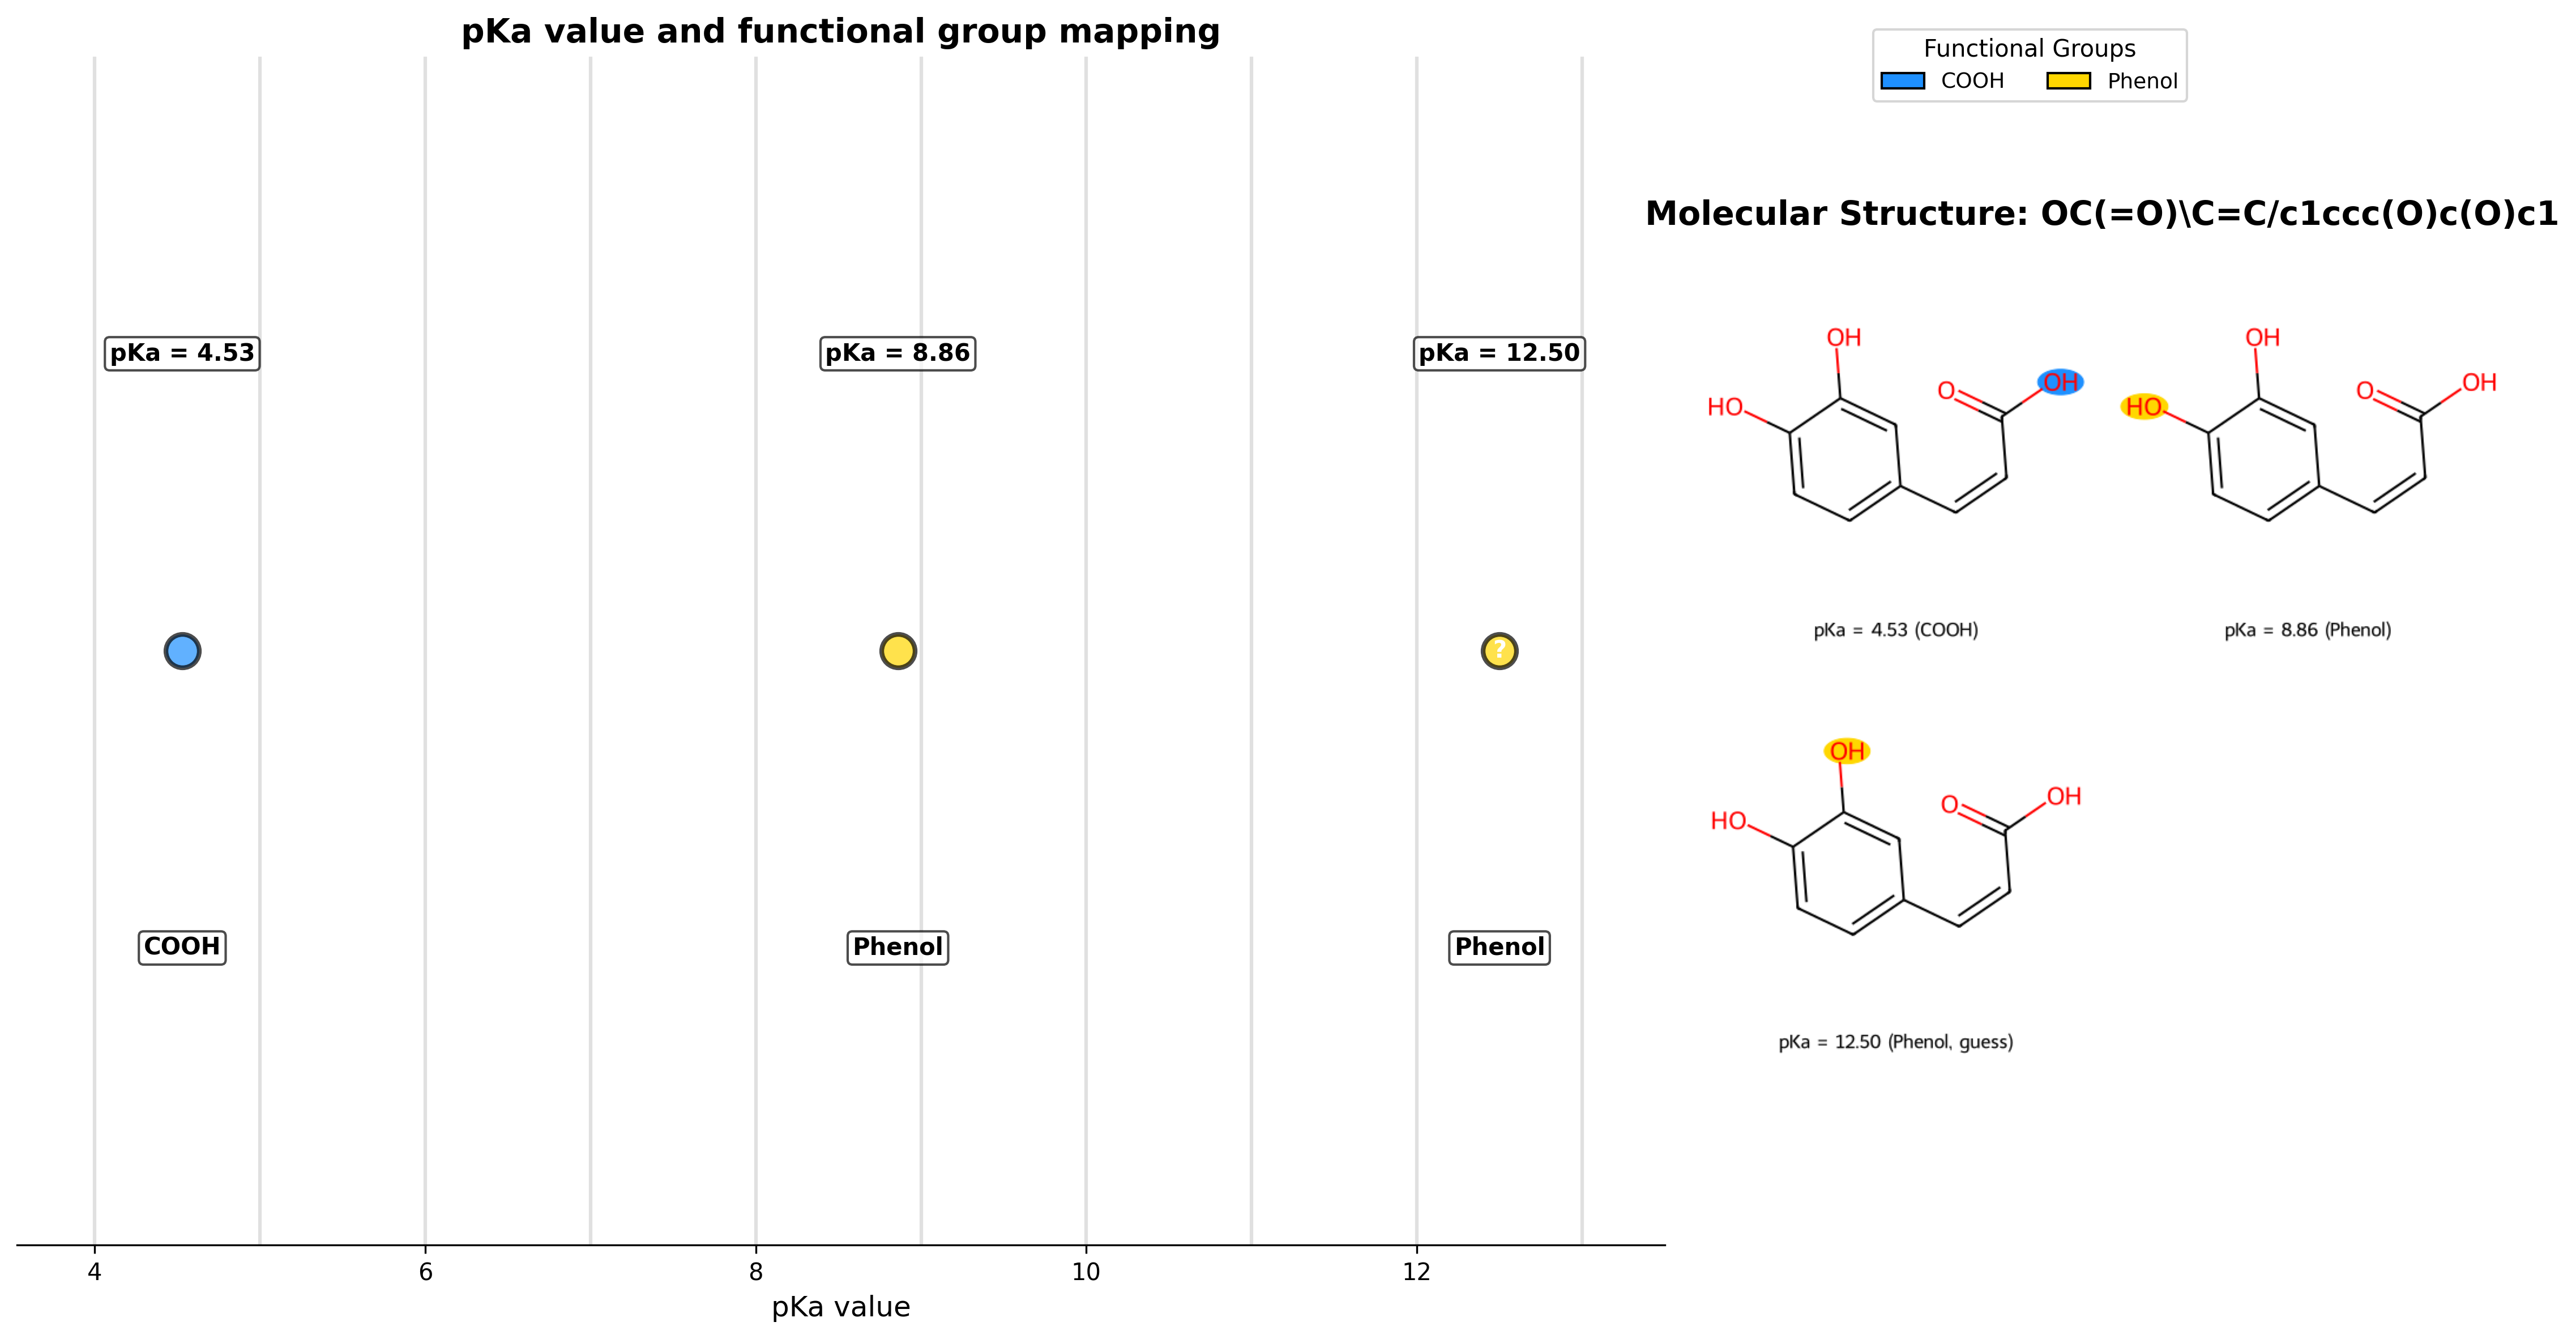 pKa value and functional group mapping
Functional Groups
COOH Phenol
Molecular Structure: OC(=O)\C=C/c1ccc(O)c(O)c1
pKa = 4.53
pKa = 8.86
pKa = 12.50
?
COOH
Phenol
Phenol
4 6 8 10 12
pKa value
OH
HO
O
OH
pKa = 4.53 (COOH)
OH
HO
O
OH
pKa = 8.86 (Phenol)
OH
HO
O
OH
pKa = 12.50 (Phenol, guess)